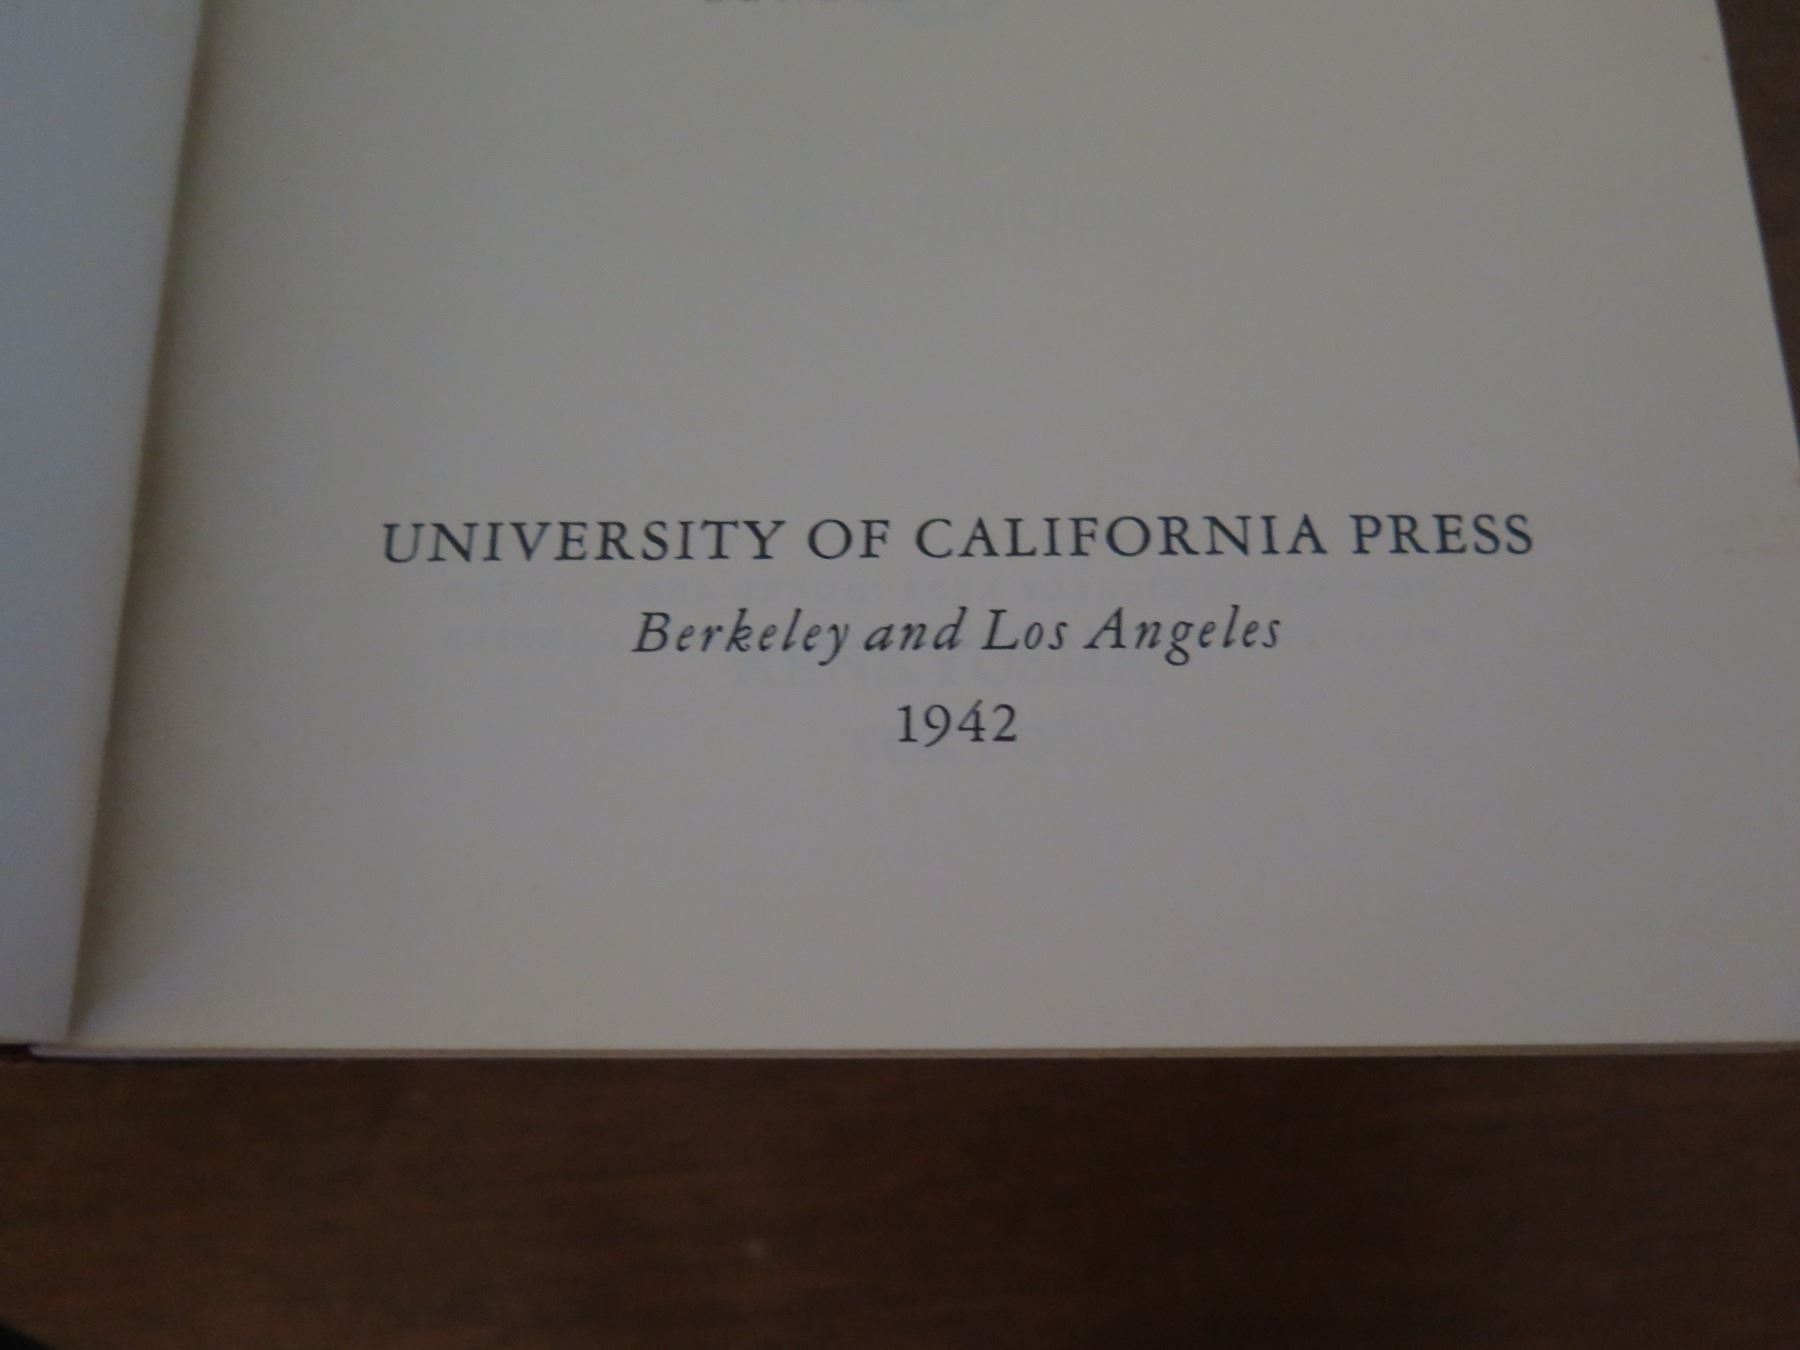 UNIVERSITY OF CALIFORNIA PRESS
Berkeley and Los Angeles
1942